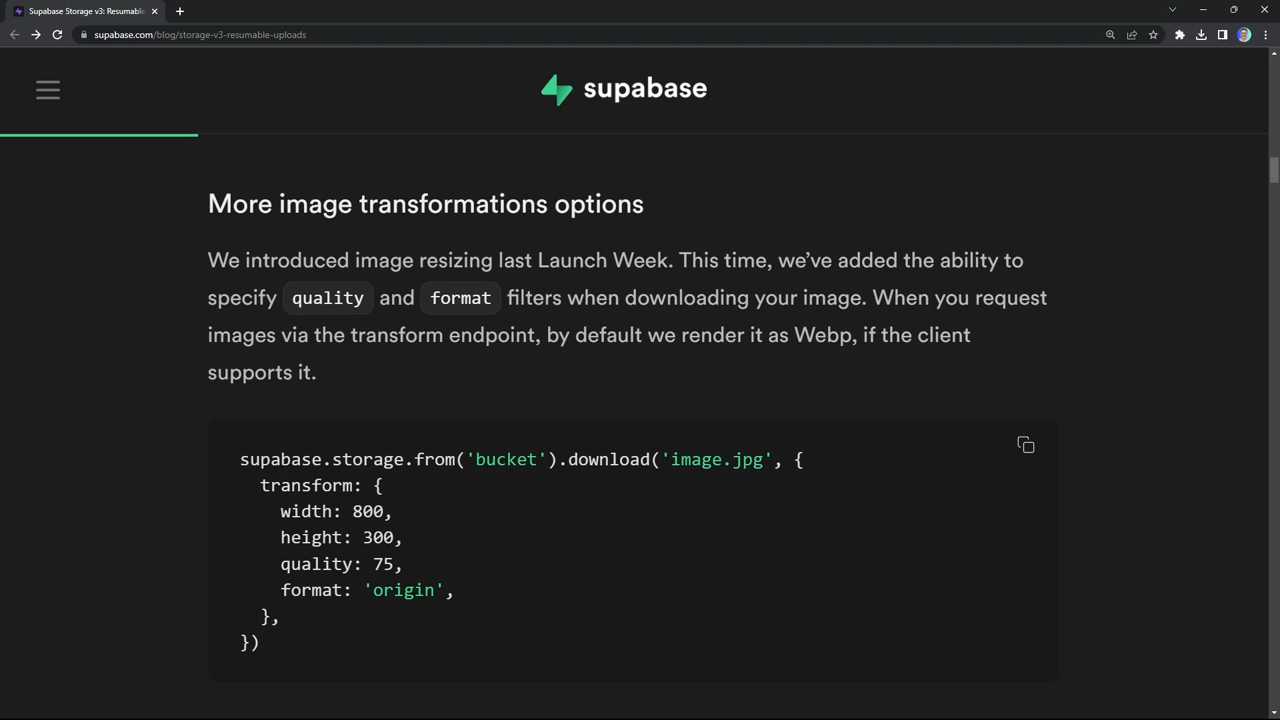 Supabase Storage v3: Resumable
supabase.com/blog/storage-v3-resumable-uploads
supabase
More image transformations options
We introduced image resizing last Launch Week. This time, we’ve added the ability to
specify quality and format filters when downloading your image. When you request
images via the transform endpoint, by default we render it as Webp, if the client
supports it.
supabase.storage.from('bucket').download('image.jpg', {
  transform: {
    width: 800,
    height: 300,
    quality: 75,
    format: 'origin',
  },
})